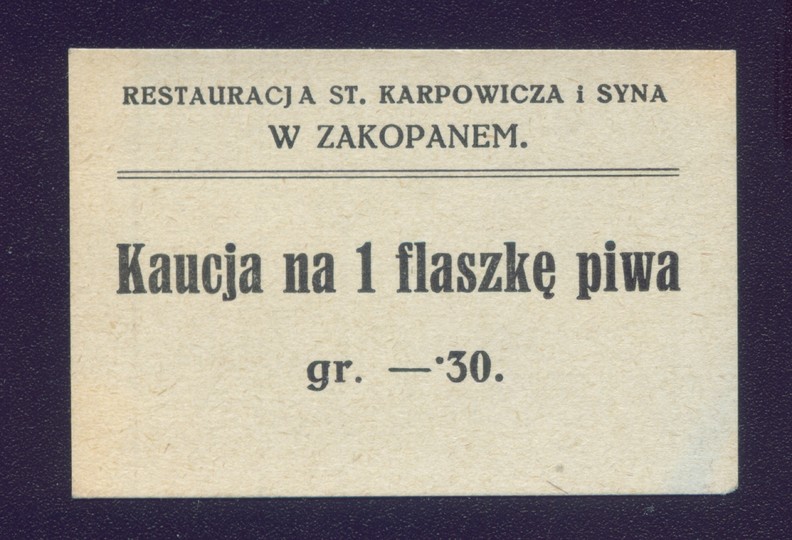 RESTAURACJA ST. KARPOWICZA i SYNA
W ZAKOPANEM.
Kaucja na 1 flaszkę piwa
gr. —·30.